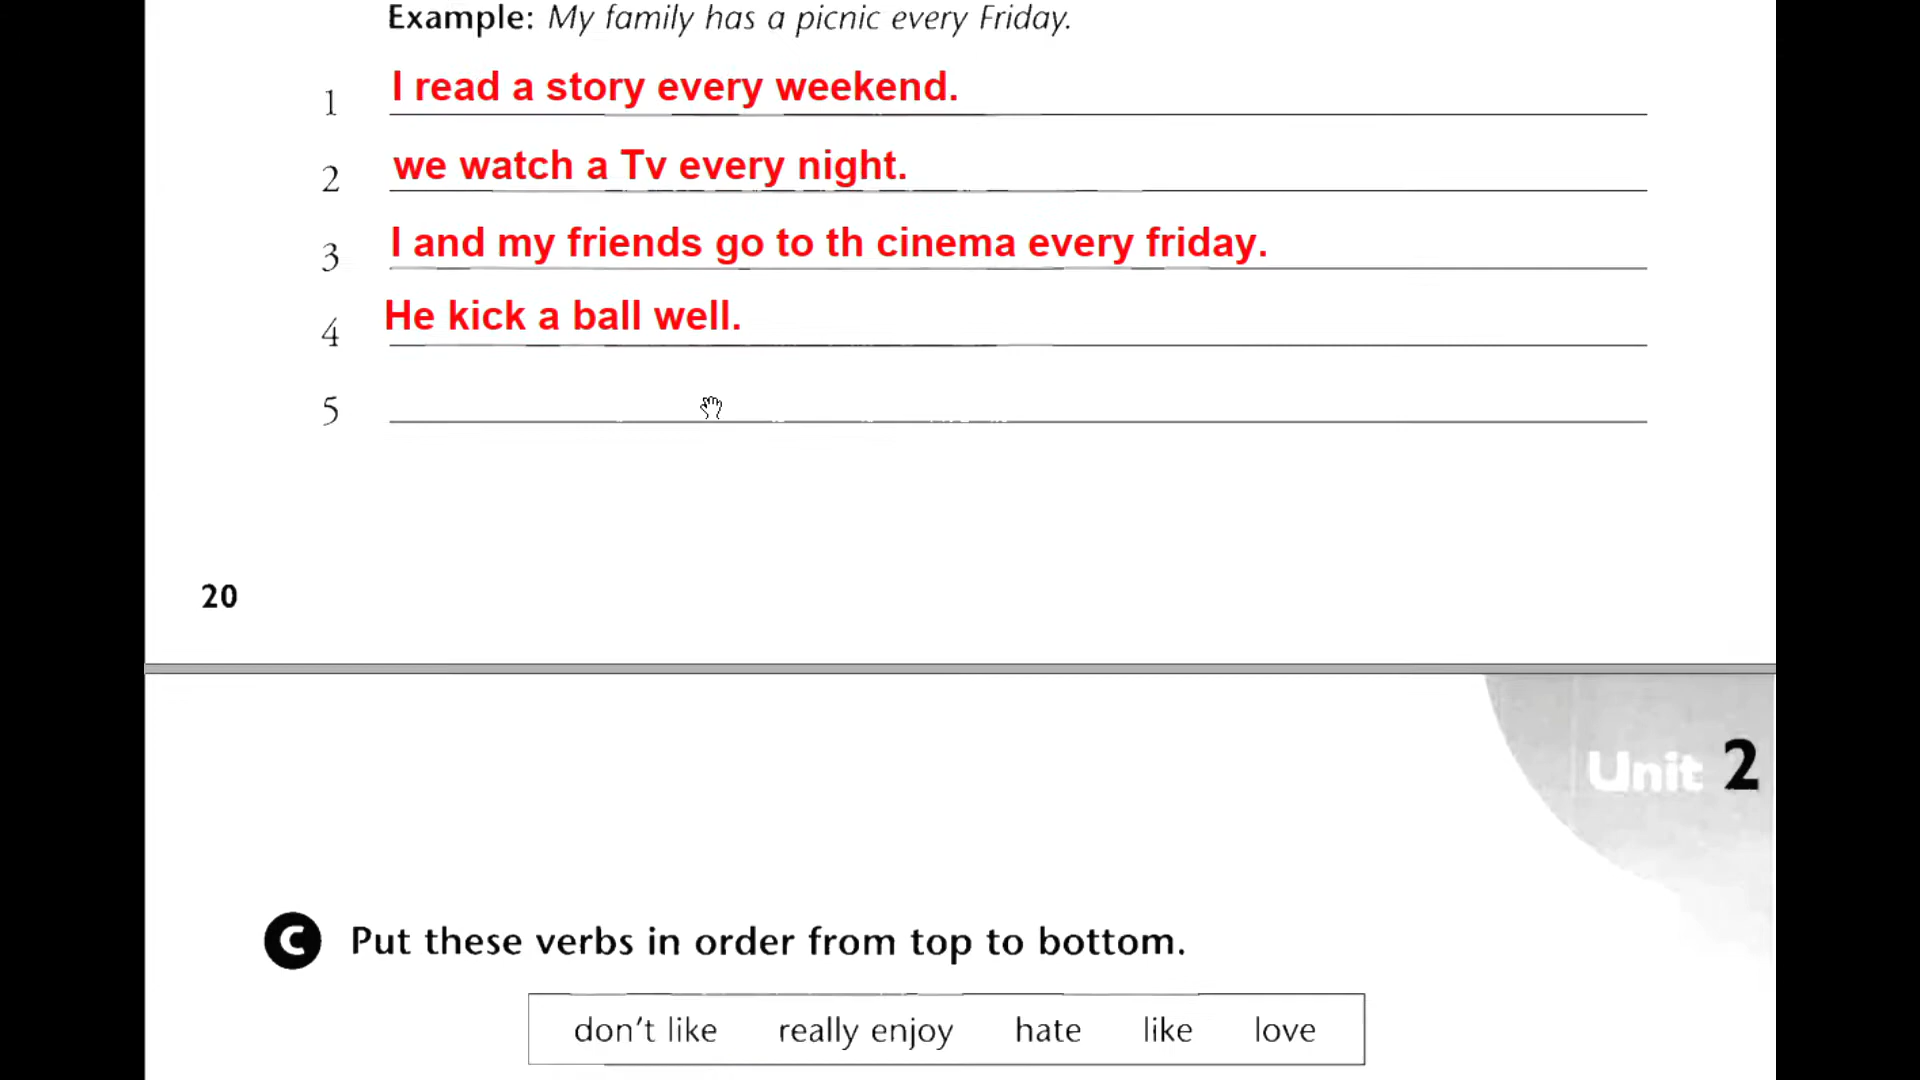 Example: My family has a picnic every Friday.
1 I read a story every weekend.
2 we watch a Tv every night.
3 I and my friends go to th cinema every friday.
4 He kick a ball well.
5
20
Unit 2
C Put these verbs in order from top to bottom.
don't like really enjoy hate like love